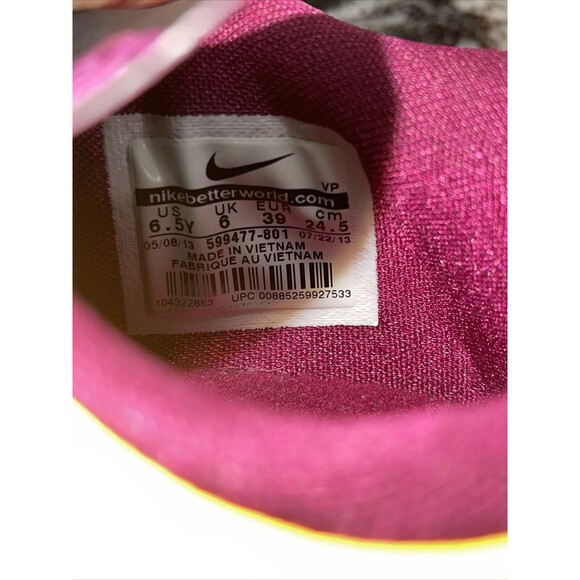 VP
nikebetterworld.com
US UK EUR cm
6.5Y 6 39 24.5
05/08/13 599477-801 07/22/13
MADE IN VIETNAM
FABRIQUE AU VIETNAM
104322863
UPC 00885259927533